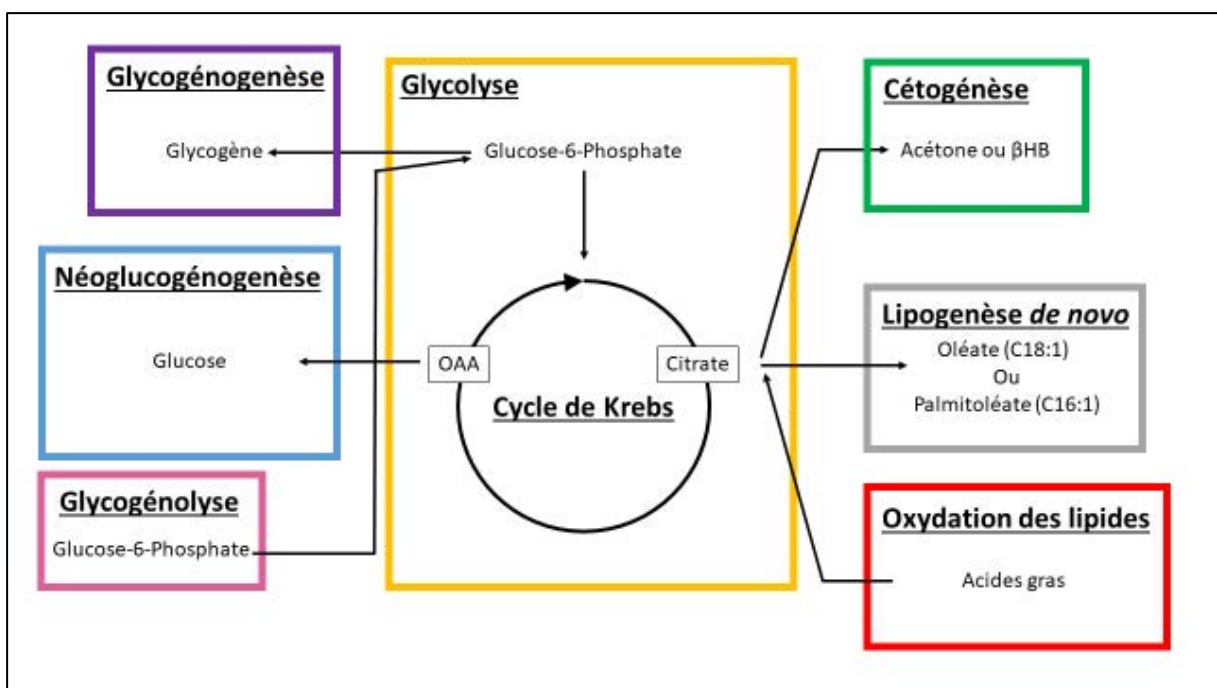 Glycogénogenèse
Glycogène
Néoglucogénogenèse
Glucose
Glycogénolyse
Glucose-6-Phosphate
Glycolyse
Glucose-6-Phosphate
OAA
Citrate
Cycle de Krebs
Cétogénèse
Acétone ou βHB
Lipogenèse de novo
Oléate (C18:1)
Ou
Palmitoléate (C16:1)
Oxydation des lipides
Acides gras